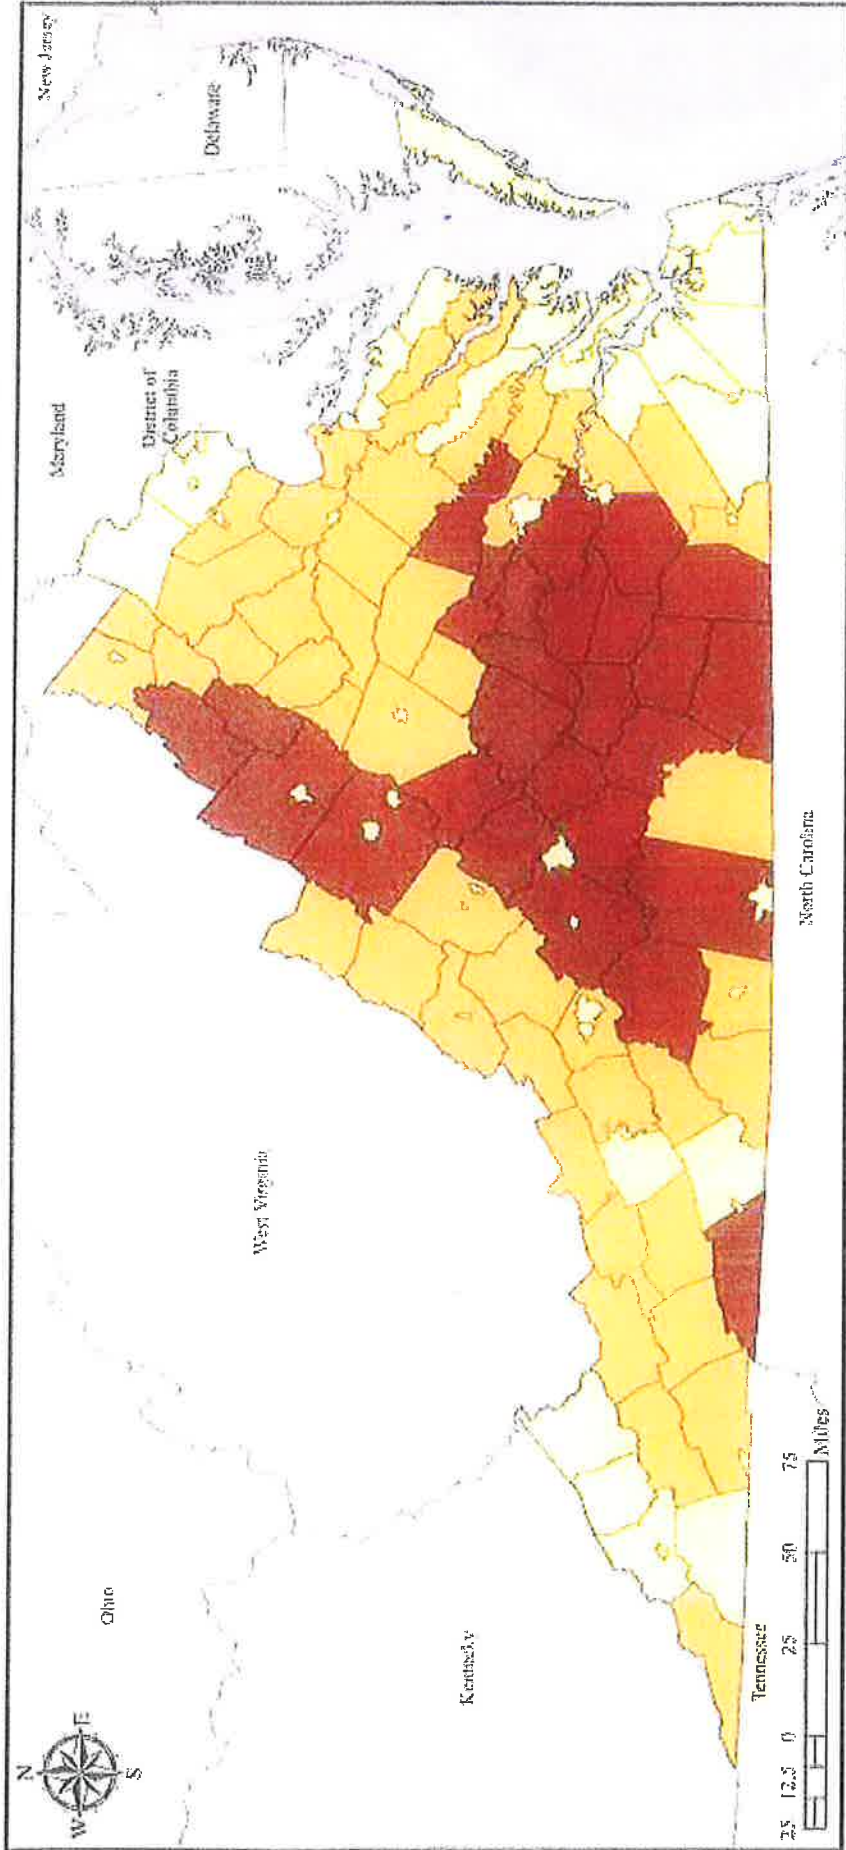 New Jersey
Delaware
Maryland
District of
Columbia
West Virginia
Ohio
Kentucky
Tennessee
North Carolina
N
W
E
S
25 12.5 0 25 50 75
Miles